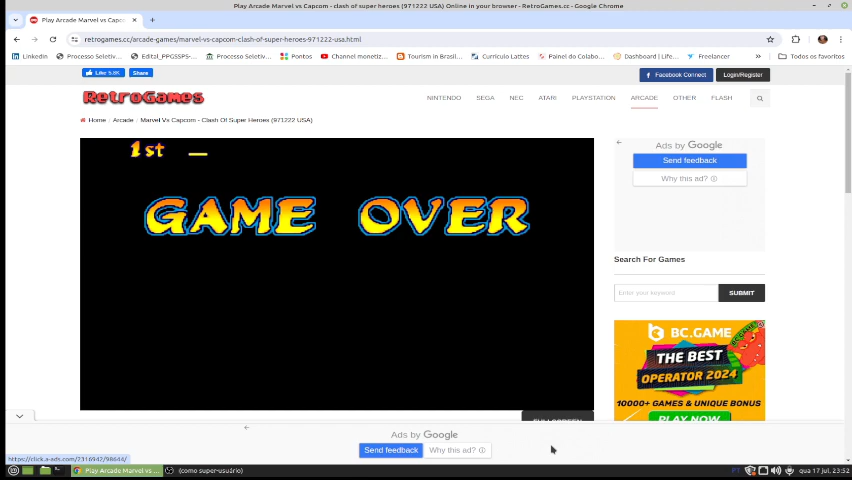 Play Arcade Marvel vs Capcom - clash of super heroes (971222 USA) Online in your browser - RetroGames.cc - Google Chrome
Play Arcade Marvel vs Capco
retrogames.cc/arcade-games/marvel-vs-capcom-clash-of-super-heroes-971222-usa.html
LinkedIn Processo Seletiv... Edital_PPGSSPS-... Processo Seletiv... Pontos Channel monetiz... Tourism in Brasil... Currículo Lattes Painel do Colabo... Dashboard | Life... Freelancer » Todos os favoritos
Like 5.8K Share
Facebook Connect Login/Register
RetroGames
NINTENDO SEGA NEC ATARI PLAYSTATION ARCADE OTHER FLASH
Home Arcade Marvel Vs Capcom - Clash Of Super Heroes (971222 USA)
1st _
GAME OVER
Ads by Google
Send feedback
Why this ad?
Search For Games
Enter your keyword SUBMIT
BC.GAME
THE BEST
OPERATOR 2024
10000+ GAMES & UNIQUE BONUS
PLAY NOW
FULLSCREEN
Ads by Google
Send feedback Why this ad?
https://click.a-ads.com/2316942/98644/
Play Arcade Marvel vs ... (como super-usuário) PT qua 17 jul, 23:52